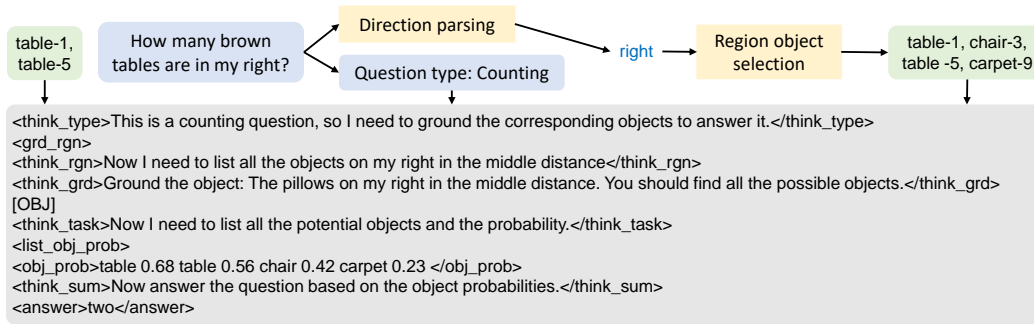 table-1,
table-5
How many brown
tables are in my right?
Direction parsing
Question type: Counting
right
Region object
selection
table-1, chair-3,
table -5, carpet-9
<think_type>This is a counting question, so I need to ground the corresponding objects to answer it.</think_type>
<grd_rgn>
<think_rgn>Now I need to list all the objects on my right in the middle distance</think_rgn>
<think_grd>Ground the object: The pillows on my right in the middle distance. You should find all the possible objects.</think_grd>
[OBJ]
<think_task>Now I need to list all the potential objects and the probability.</think_task>
<list_obj_prob>
<obj_prob>table 0.68 table 0.56 chair 0.42 carpet 0.23 </obj_prob>
<think_sum>Now answer the question based on the object probabilities.</think_sum>
<answer>two</answer>